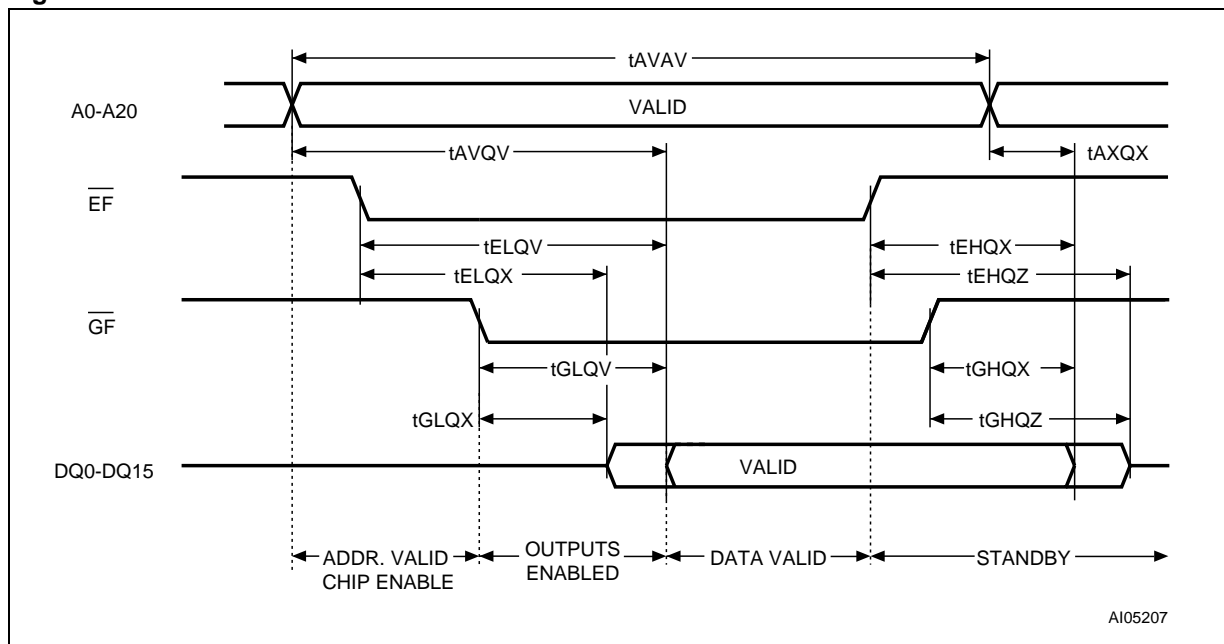 tAVAV
A0-A20
VALID
tAVQV
tAXQX
EF
tELQV
tEHQX
tELQX
tEHQZ
GF
tGLQV
tGHQX
tGLQX
tGHQZ
DQ0-DQ15
VALID
ADDR. VALID
CHIP ENABLE
OUTPUTS
ENABLED
DATA VALID
STANDBY
AI05207